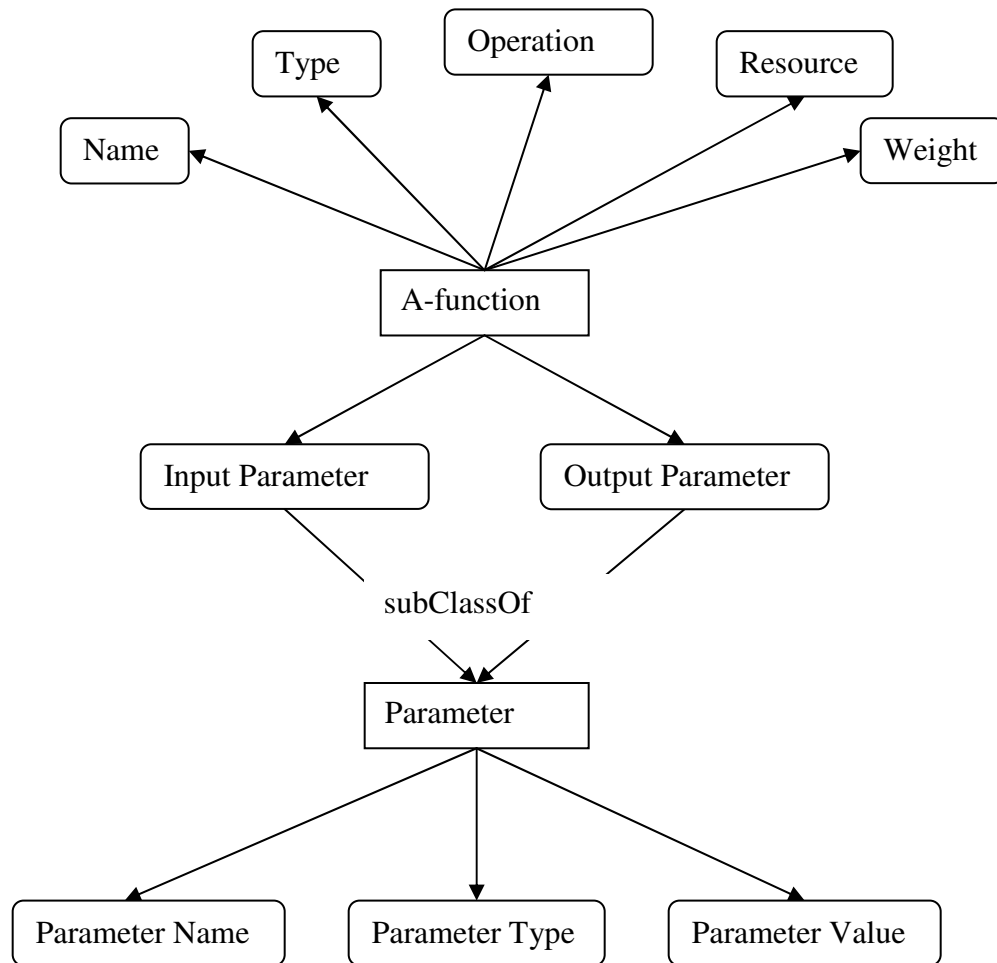 Operation
Type
Resource
Name
Weight
A-function
Input Parameter
Output Parameter
subClassOf
Parameter
Parameter Name
Parameter Type
Parameter Value